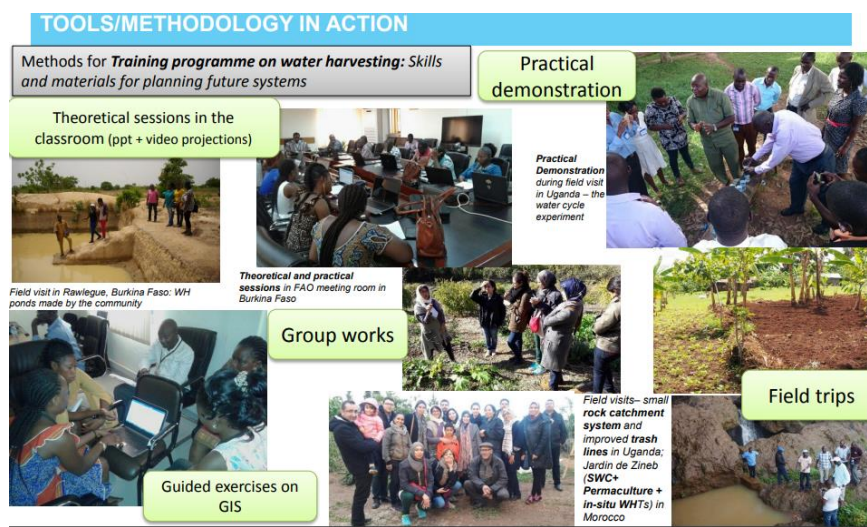 TOOLS/METHODOLOGY IN ACTION
Methods for Training programme on water harvesting: Skills
and materials for planning future systems
Practical
demonstration
Theoretical sessions in the
classroom (ppt + video projections)
Practical
Demonstration
during field visit
in Uganda – the
water cycle
experiment
Field visit in Rawlegue, Burkina Faso: WH
ponds made by the community
Theoretical and practical
sessions in FAO meeting room in
Burkina Faso
Group works
Field trips
Field visits– small
rock catchment
system and
improved trash
lines in Uganda;
Jardin de Zineb
(SWC+
Permaculture +
in-situ WHTs) in
Morocco
Guided exercises on
GIS